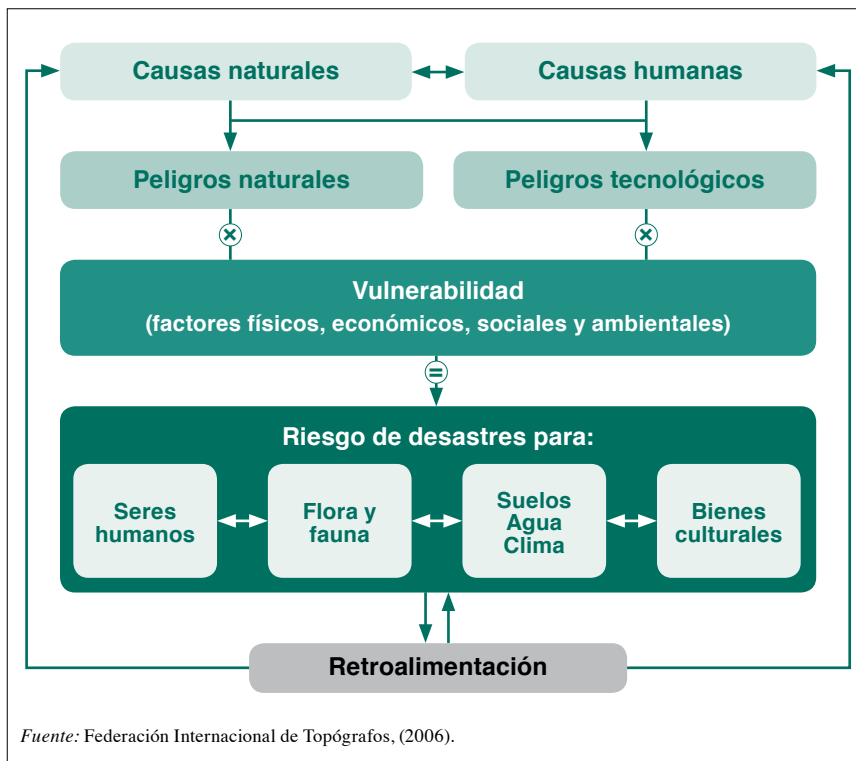 Causas naturales
Causas humanas
Peligros naturales
Peligros tecnológicos
×
×
Vulnerabilidad
(factores físicos, económicos, sociales y ambientales)
=
Riesgo de desastres para:
Seres
humanos
Flora y
fauna
Suelos
Agua
Clima
Bienes
culturales
Retroalimentación
Fuente: Federación Internacional de Topógrafos, (2006).